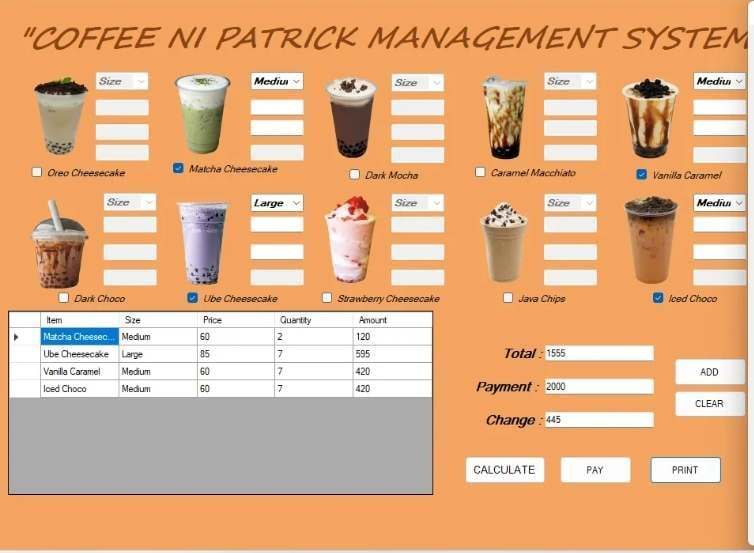 "COFFEE NI PATRICK MANAGEMENT SYSTEM
Size Medium Size Size Mediu
Oreo Cheesecake Matcha Cheesecake Dark Mocha Caramel Macchiato Vanilla Caramel
Size Large Size Size Mediu
Dark Choco Ube Cheesecake Strawberry Cheesecake Java Chips Iced Choco
Item Size Price Quantity Amount
Matcha Cheesec... Medium 60 2 120
Ube Cheesecake Large 85 7 595
Vanilla Caramel Medium 60 7 420
Iced Choco Medium 60 7 420
Total : 1555
Payment : 2000
Change : 445
ADD
CLEAR
CALCULATE PAY PRINT